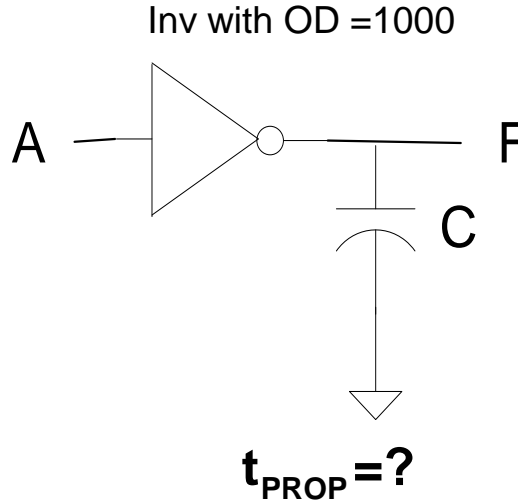 Inv with OD =1000
A
F
C
tPROP=?